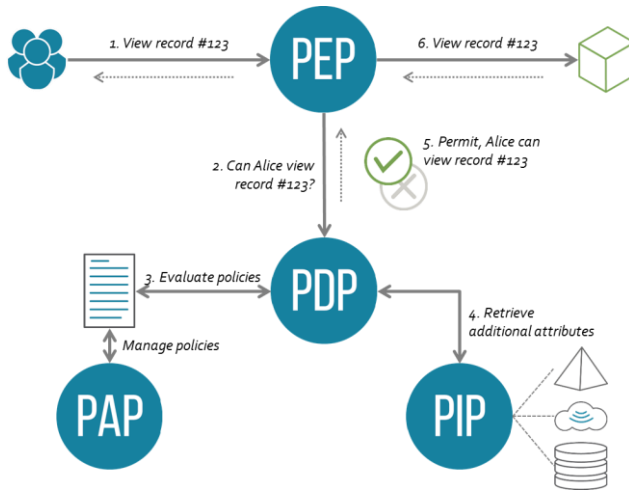 1. View record #123
PEP
6. View record #123
2. Can Alice view
record #123?
5. Permit, Alice can
view record #123
3. Evaluate policies
PDP
4. Retrieve
additional attributes
Manage policies
PAP
PIP